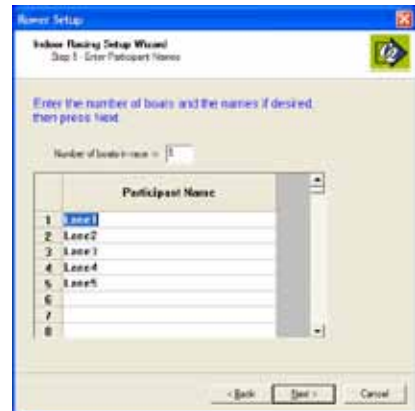 Rower Setup
Indoor Racing Setup Wizard
Step 1 - Enter Participant Names
Enter the number of boats and the names if desired,
then press Next
Number of boats in race =
Participant Name
1 Lane1
2 Lane2
3 Lane3
4 Lane4
5 Lane5
6
7
8
< Back Next > Cancel